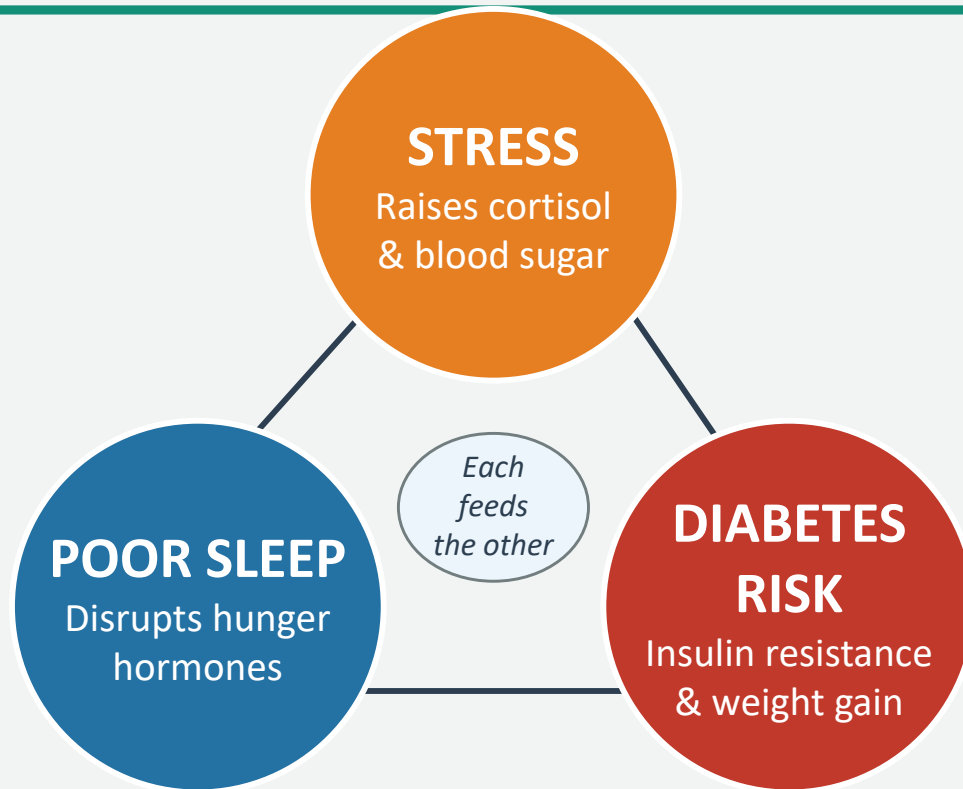 STRESS
Raises cortisol
& blood sugar
Each
feeds
the other
POOR SLEEP
Disrupts hunger
hormones
DIABETES
RISK
Insulin resistance
& weight gain